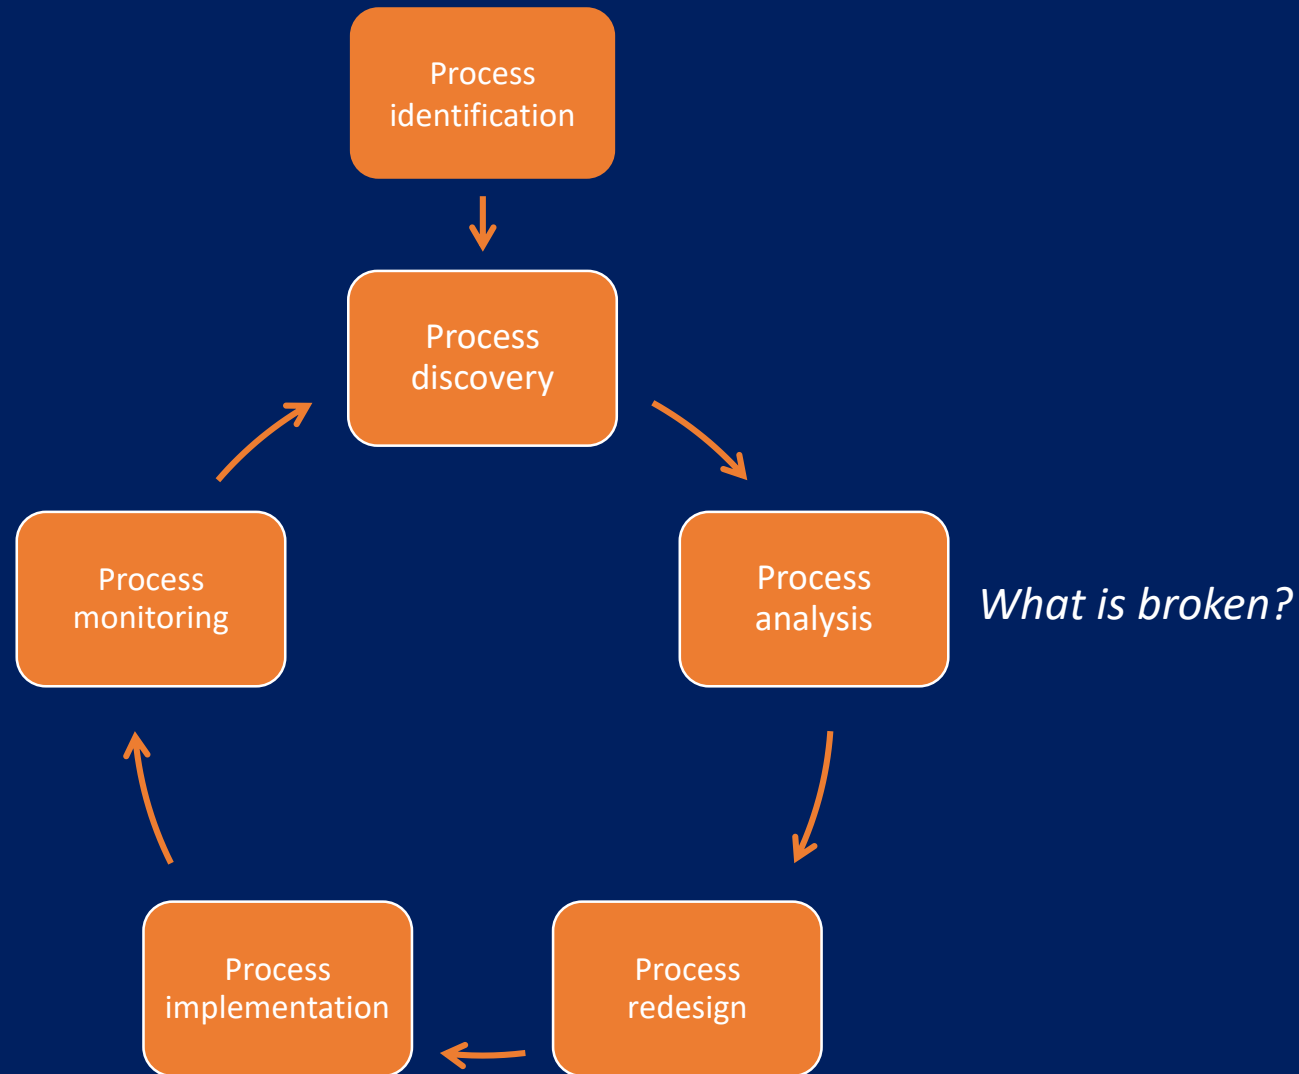 Process
identification
Process
discovery
Process
analysis
What is broken?
Process
redesign
Process
implementation
Process
monitoring